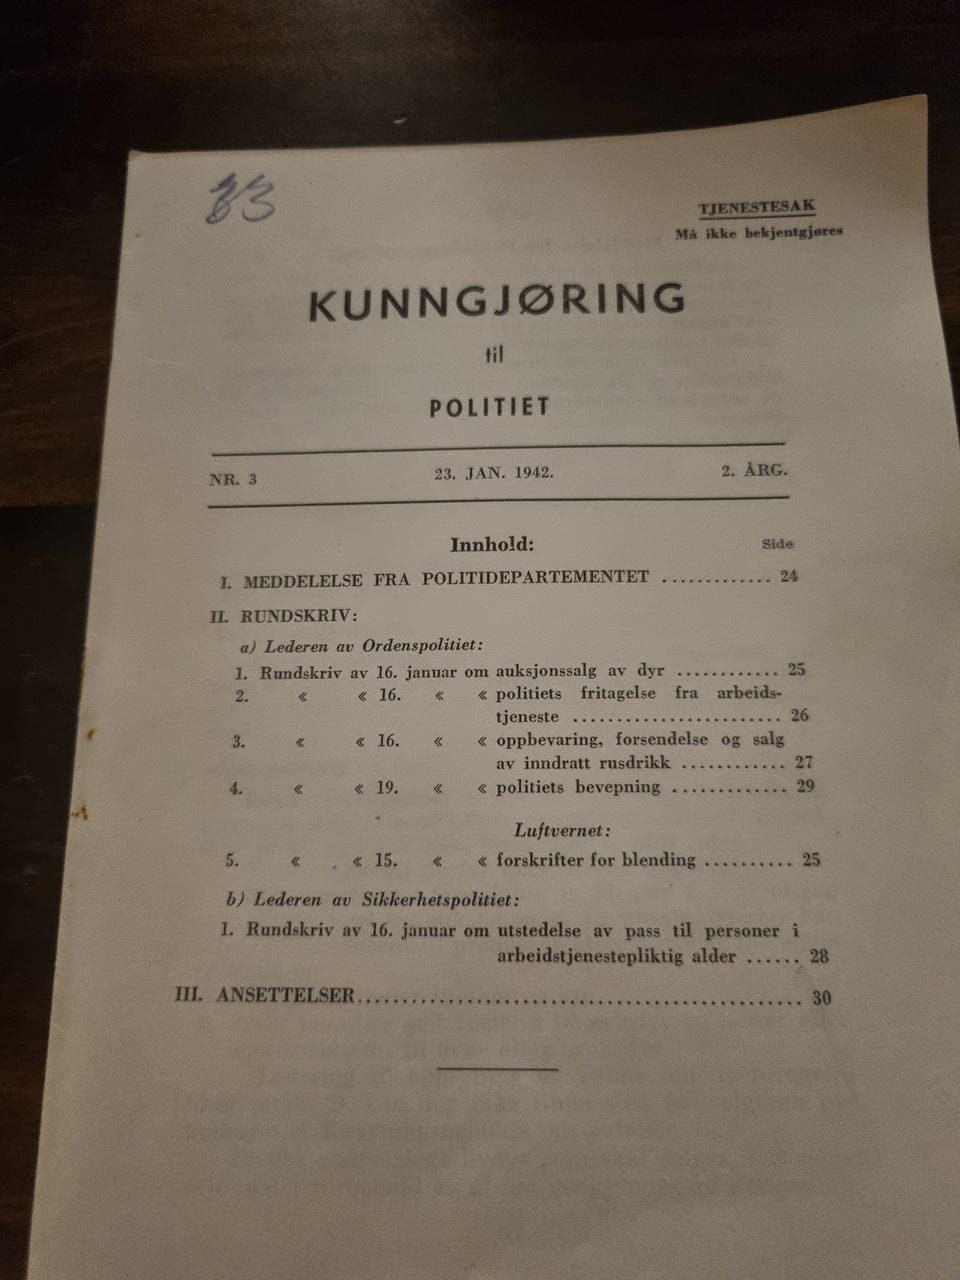 83
TJENESTESAK
Må ikke bekjentgjøres
KUNNGJØRING
til
POLITIET
NR. 3 23. JAN. 1942. 2. ÅRG.
Innhold: Side
I. MEDDELELSE FRA POLITIDEPARTEMENTET ............. 24
II. RUNDSKRIV:
a) Lederen av Ordenspolitiet:
1. Rundskriv av 16. januar om auksjonssalg av dyr ............ 25
2. « « 16. « « politiets fritagelse fra arbeids-
tjeneste ........................ 26
3. « « 16. « « oppbevaring, forsendelse og salg
av inndratt rusdrikk ............ 27
4. « « 19. « « politiets bevepning ............. 29
Luftvernet:
5. « « 15. « « forskrifter for blending .......... 25
b) Lederen av Sikkerhetspolitiet:
1. Rundskriv av 16. januar om utstedelse av pass til personer i
arbeidstjenestepliktig alder ...... 28
III. ANSETTELSER.................................................. 30